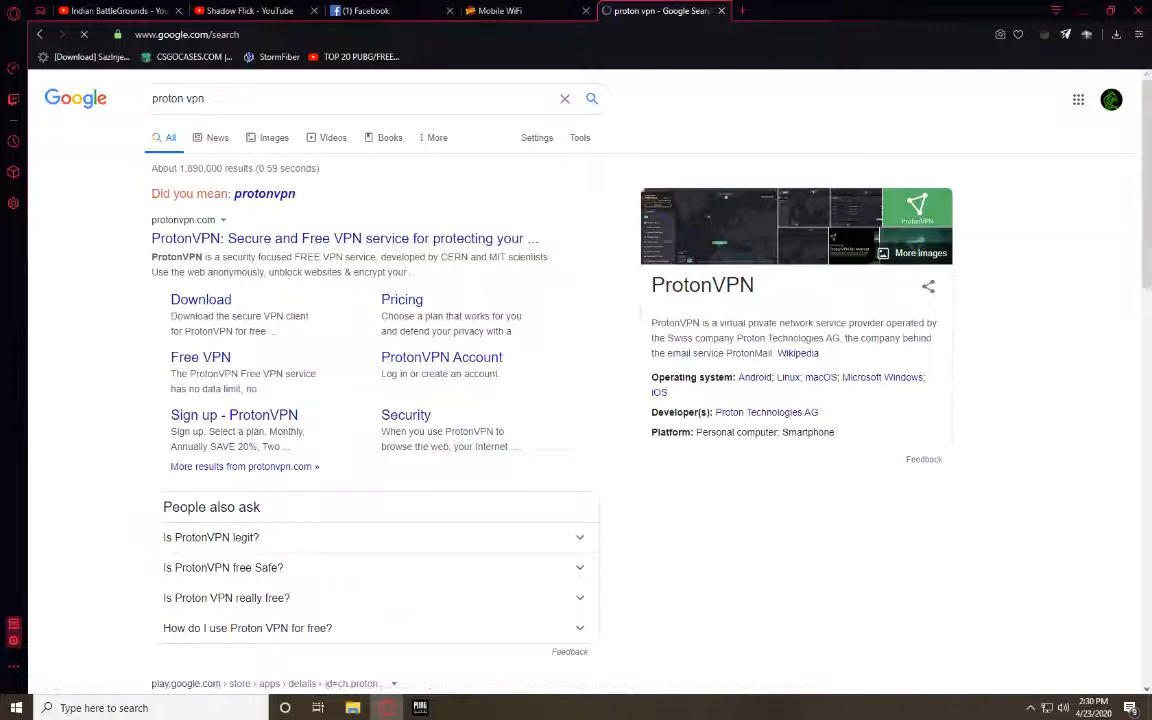 Indian BattleGrounds - You
Shadow Flick - YouTube
(1) Facebook
Mobile WiFi
proton vpn - Google Sear
www.google.com/search
[Download] SazInje...
CSGOCASES.COM |...
StormFiber
TOP 20 PUBG/FREE...
Google
proton vpn
All
News
Images
Videos
Books
More
Settings
Tools
About 1,890,000 results (0.59 seconds)
Did you mean: protonvpn
protonvpn.com
ProtonVPN: Secure and Free VPN service for protecting your ...
ProtonVPN is a security focused FREE VPN service, developed by CERN and MIT scientists
Use the web anonymously, unblock websites & encrypt your ...
Download
Download the secure VPN client
for ProtonVPN for free ...
Pricing
Choose a plan that works for you
and defend your privacy with a
Free VPN
The ProtonVPN Free VPN service
has no data limit, no
ProtonVPN Account
Log in or create an account.
Sign up - ProtonVPN
Sign up. Select a plan. Monthly,
Annually SAVE 20%, Two ...
Security
When you use ProtonVPN to
browse the web, your Internet ....
More results from protonvpn.com »
People also ask
Is ProtonVPN legit?
Is ProtonVPN free Safe?
Is Proton VPN really free?
How do I use Proton VPN for free?
Feedback
play.google.com › store › apps › details › id=ch.proton...
ProtonVPN
More images
ProtonVPN
ProtonVPN is a virtual private network service provider operated by
the Swiss company Proton Technologies AG, the company behind
the email service ProtonMail. Wikipedia
Operating system: Android; Linux; macOS; Microsoft Windows;
iOS
Developer(s): Proton Technologies AG
Platform: Personal computer; Smartphone
Feedback
Type here to search
PUBG
2:30 PM
4/23/2020